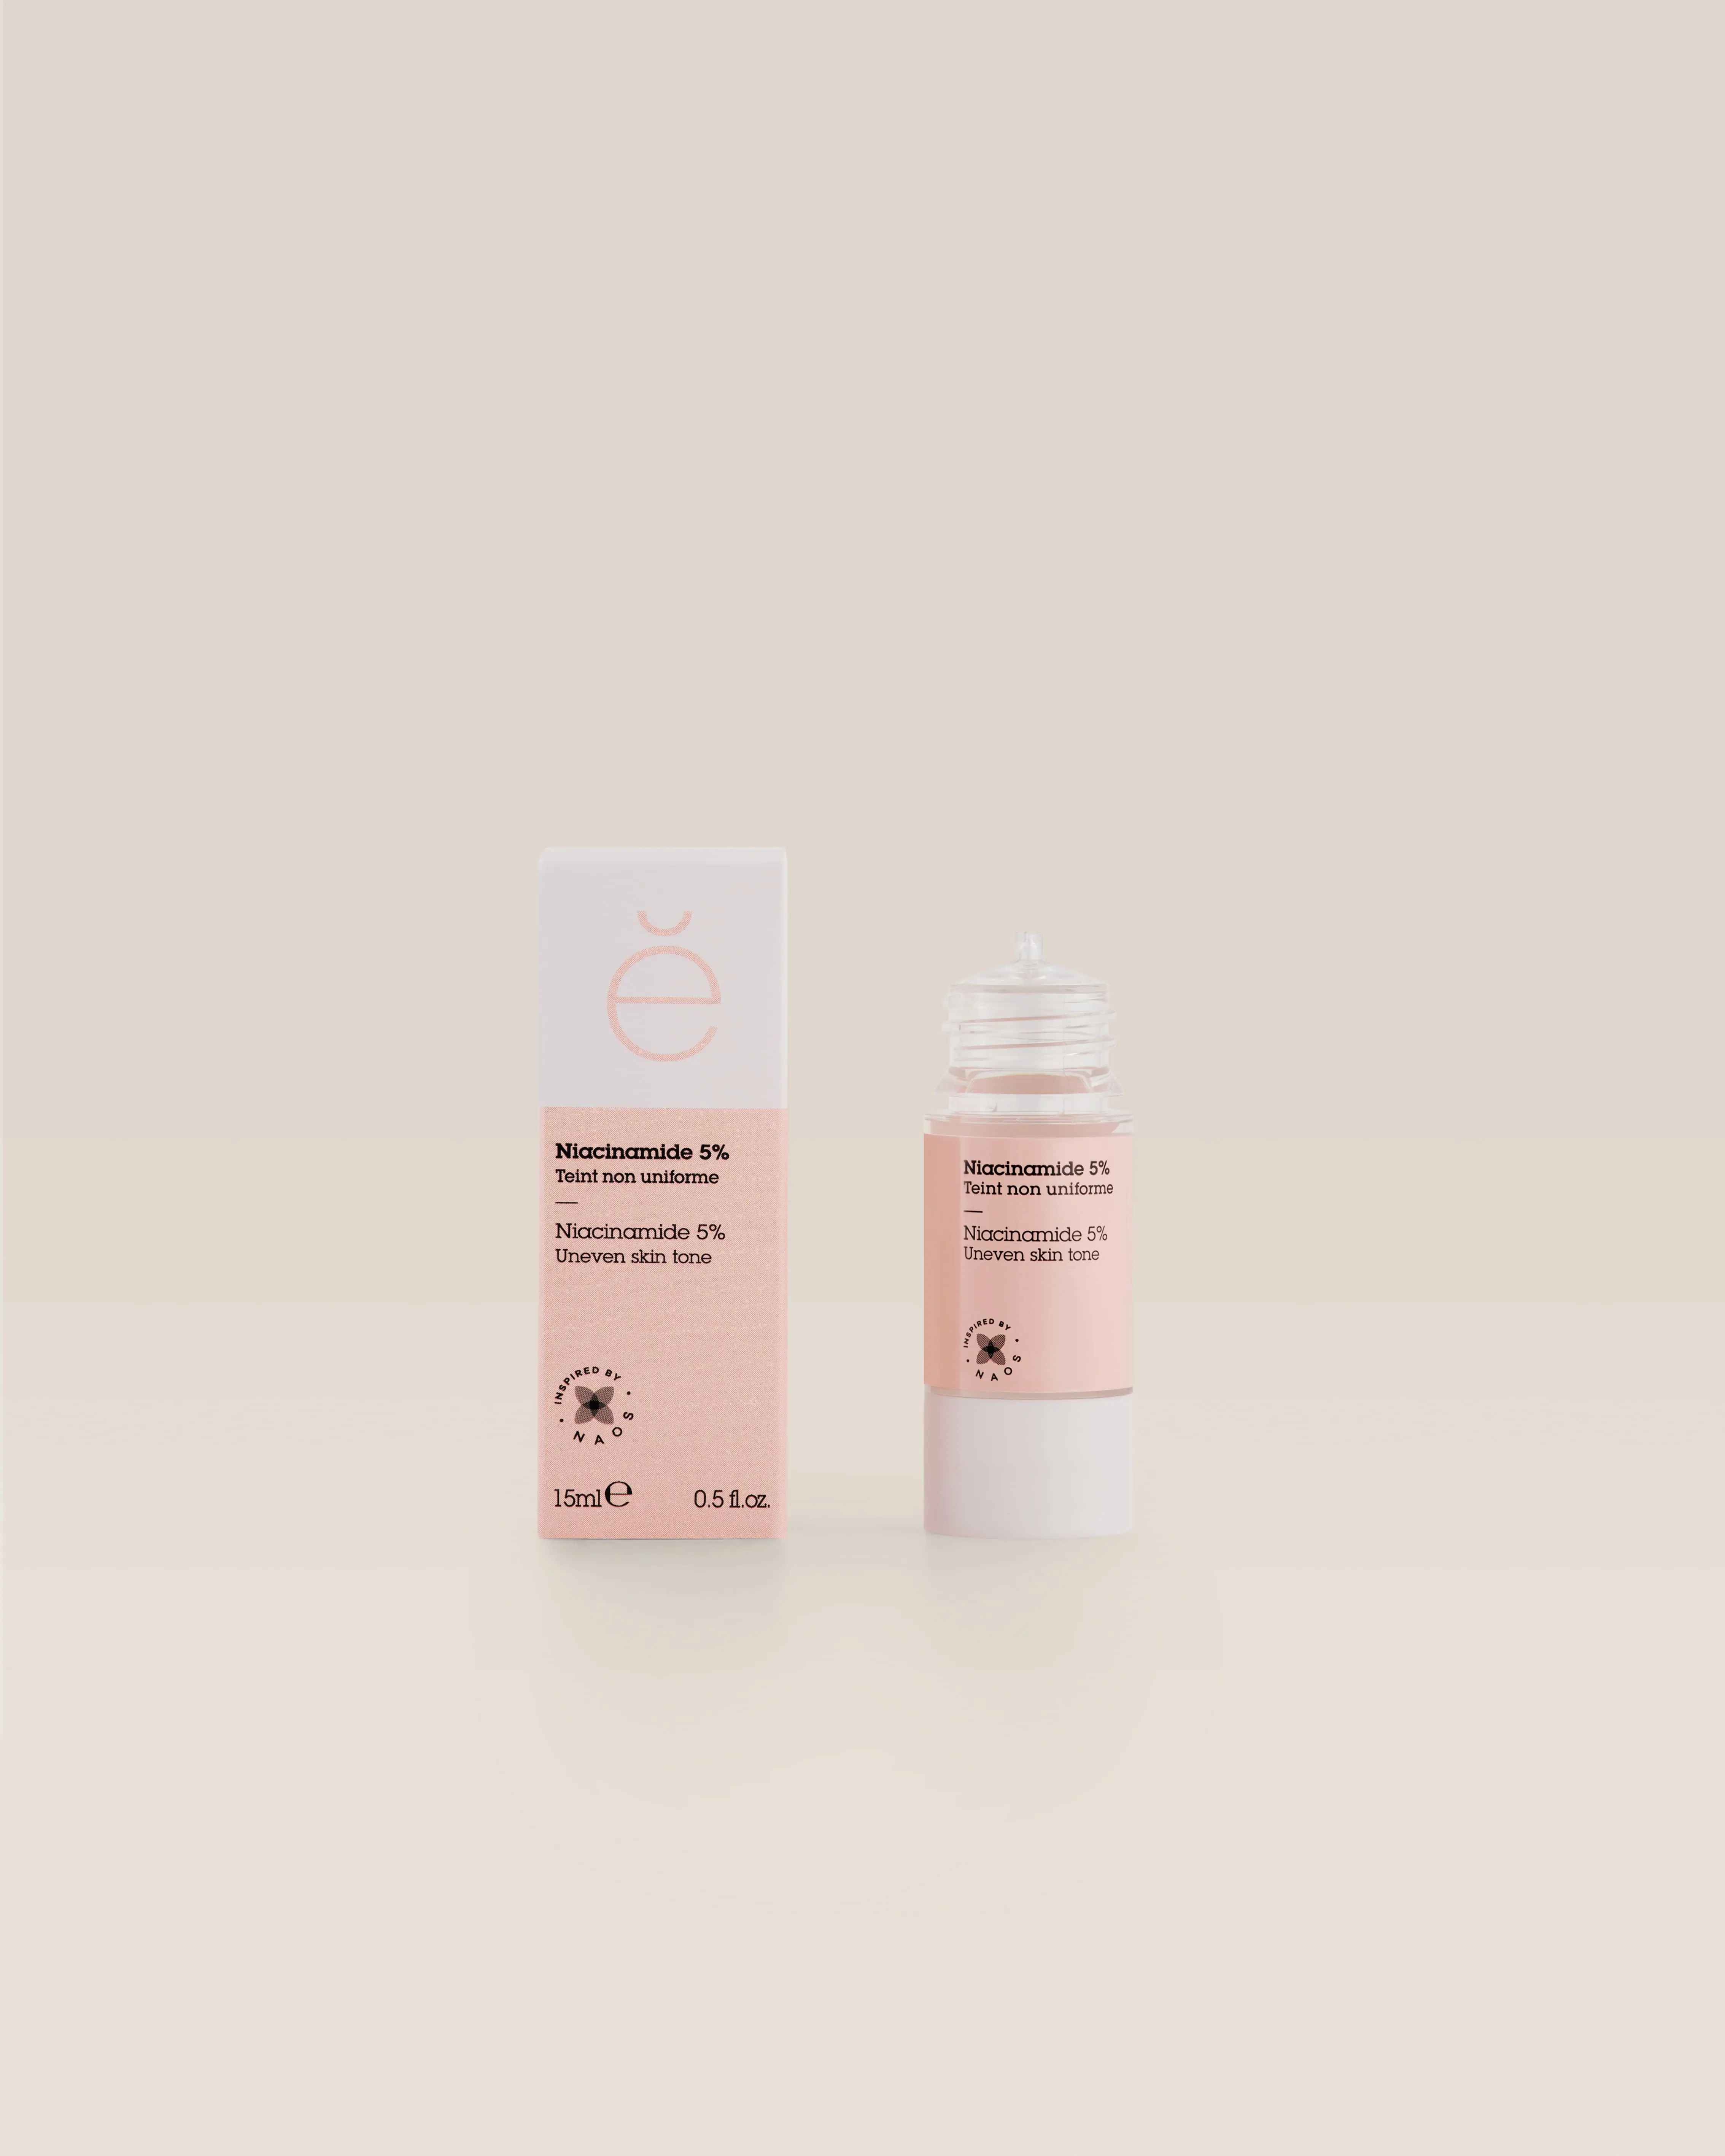 ĕ
Niacinamide 5%
Teint non uniforme
Niacinamide 5%
Uneven skin tone
INSPIRED BY
NAOS
15ml ℮
0.5 fl.oz.
Niacinamide 5%
Teint non uniforme
Niacinamide 5%
Uneven skin tone
INSPIRED BY
NAOS